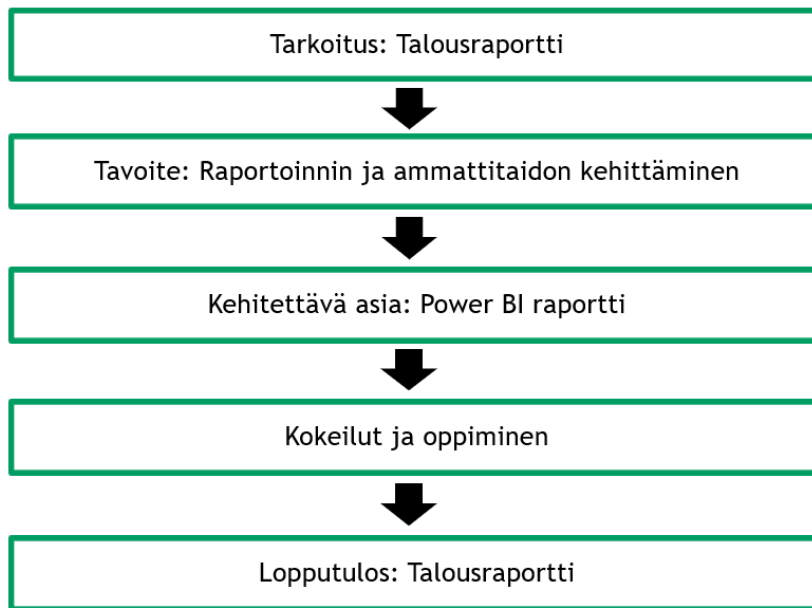 Tarkoitus: Talousraportti
Tavoite: Raportoinnin ja ammattitaidon kehittäminen
Kehitettävä asia: Power BI raportti
Kokeilut ja oppiminen
Lopputulos: Talousraportti